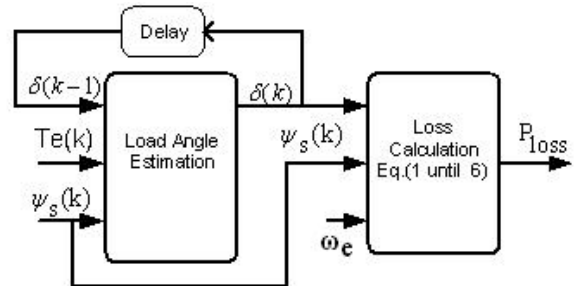 Delay
δ(k−1)
δ(k)
Te(k)
Load Angle
Estimation
ψs(k)
ψs(k)
Loss
Calculation
Eq.(1 until 6)
Ploss
ωe